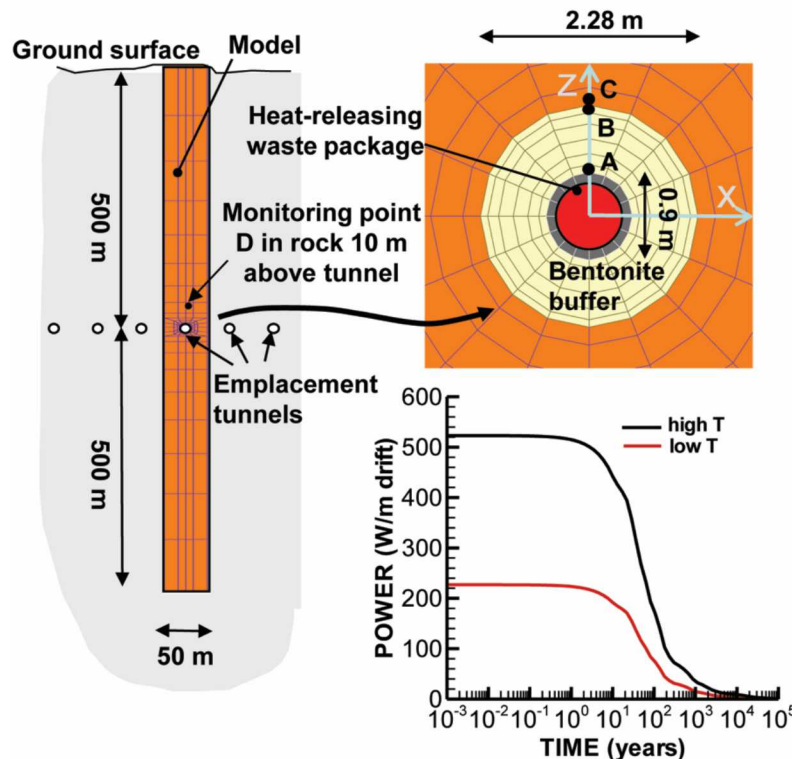 Ground surface
Model
500 m
Monitoring point
D in rock 10 m
above tunnel
Emplacement
tunnels
500 m
50 m
2.28 m
Heat-releasing
waste package
Z
C
B
A
X
0.9 m
Bentonite
buffer
600
500
400
300
200
100
0
POWER (W/m drift)
high T
low T
10⁻³ 10⁻² 10⁻¹ 10⁰ 10¹ 10² 10³ 10⁴ 10⁵
TIME (years)